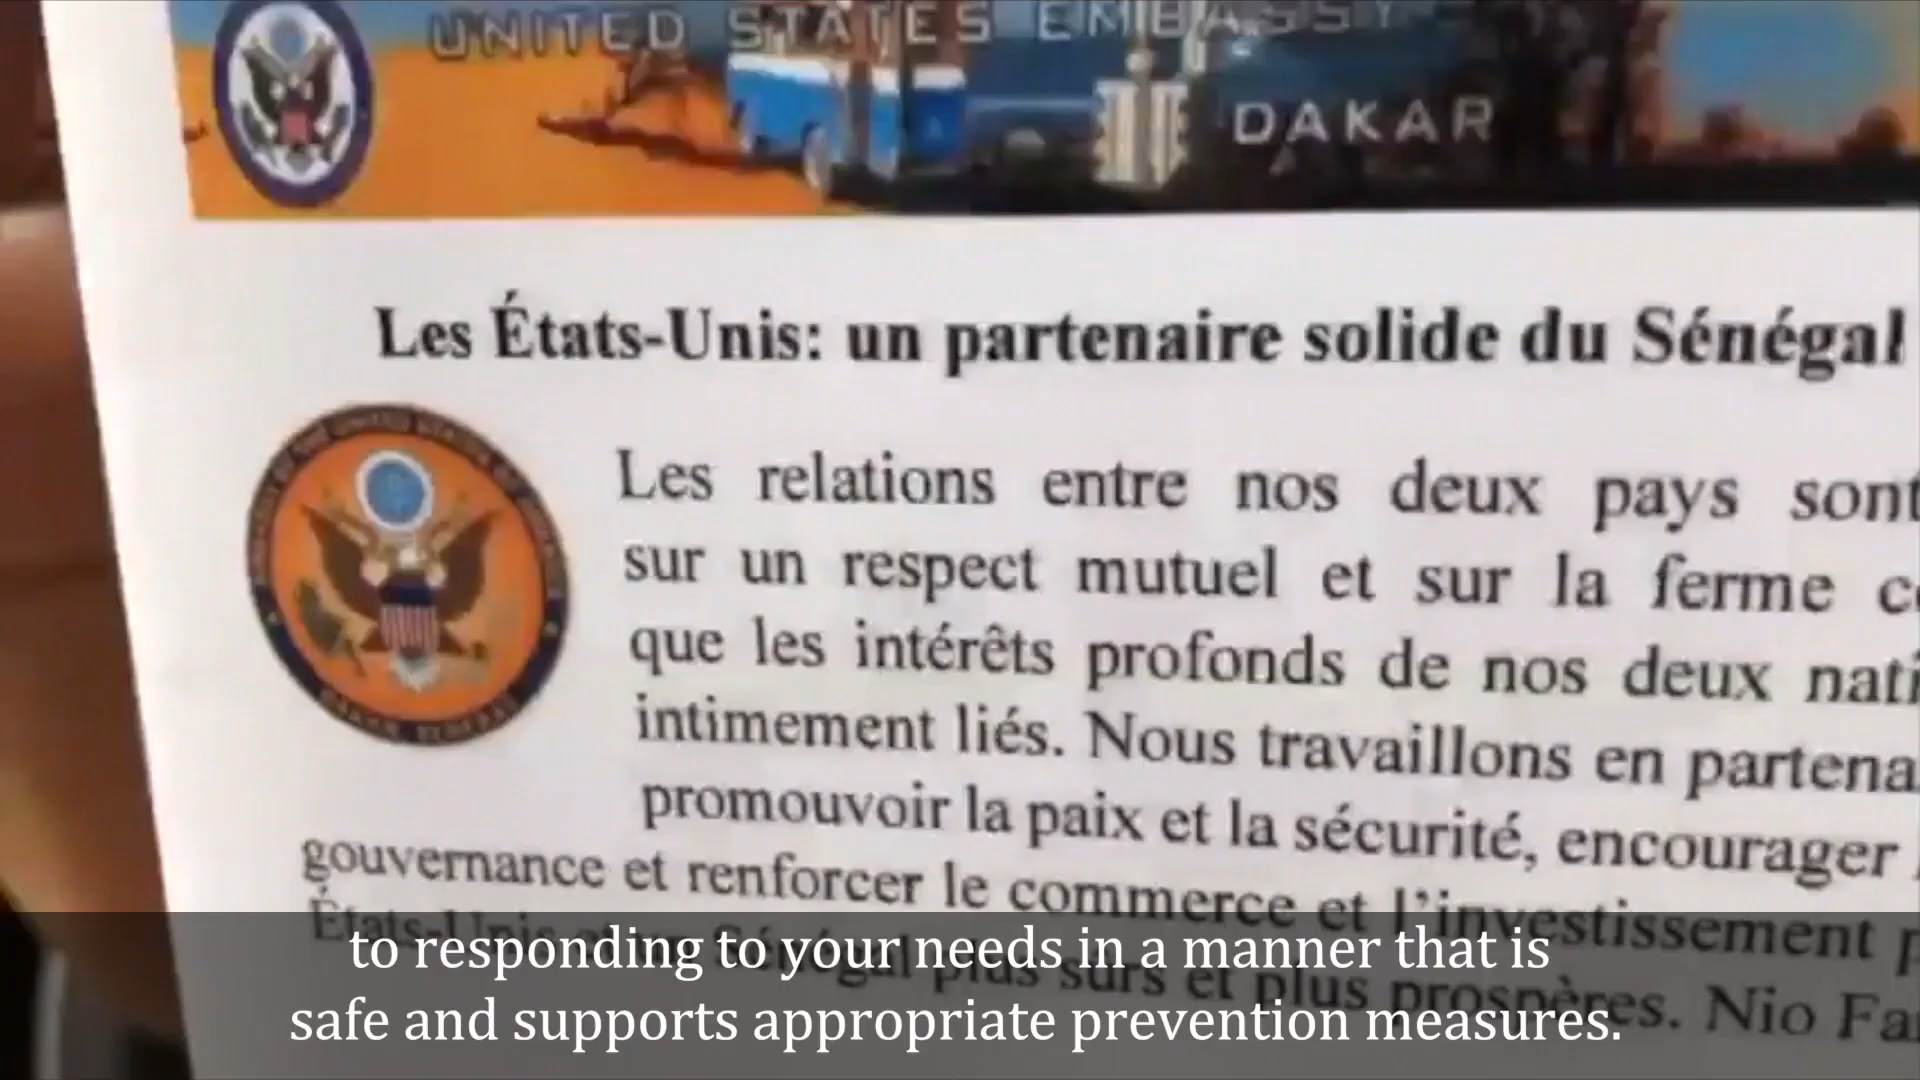 UNITED STATES EMBASSY
DAKAR
Les États-Unis: un partenaire solide du Sénégal
Les relations entre nos deux pays sont
sur un respect mutuel et sur la ferme
que les intérêts profonds de nos deux
intimement liés. Nous travaillons en
promouvoir la paix et la sécurité, encourager
gouvernance et renforcer le commerce et l'investissement
États-Unis Sénégal plus sûrs et plus prospères. Nio
to responding to your needs in a manner that is
safe and supports appropriate prevention measures.